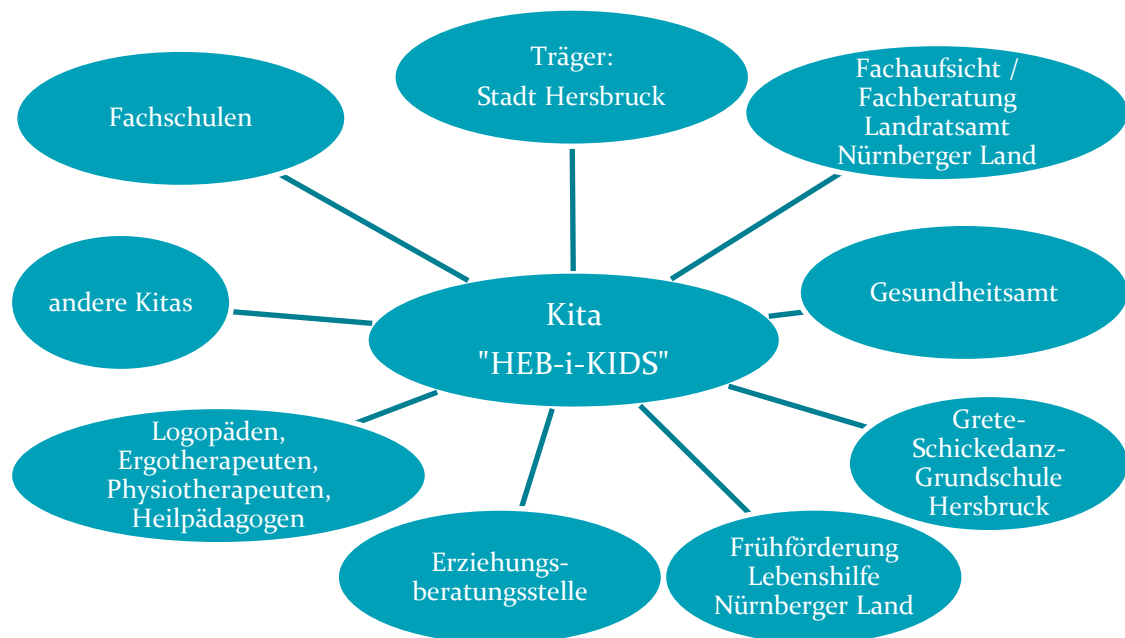 Träger:
Stadt Hersbruck
Fachaufsicht /
Fachberatung
Landratsamt
Nürnberger Land
Fachschulen
Gesundheitsamt
andere Kitas
Kita
"HEB-i-KIDS"
Grete-
Schickedanz-
Grundschule
Hersbruck
Logopäden,
Ergotherapeuten,
Physiotherapeuten,
Heilpädagogen
Frühförderung
Lebenshilfe
Nürnberger Land
Erziehungs-
beratungsstelle